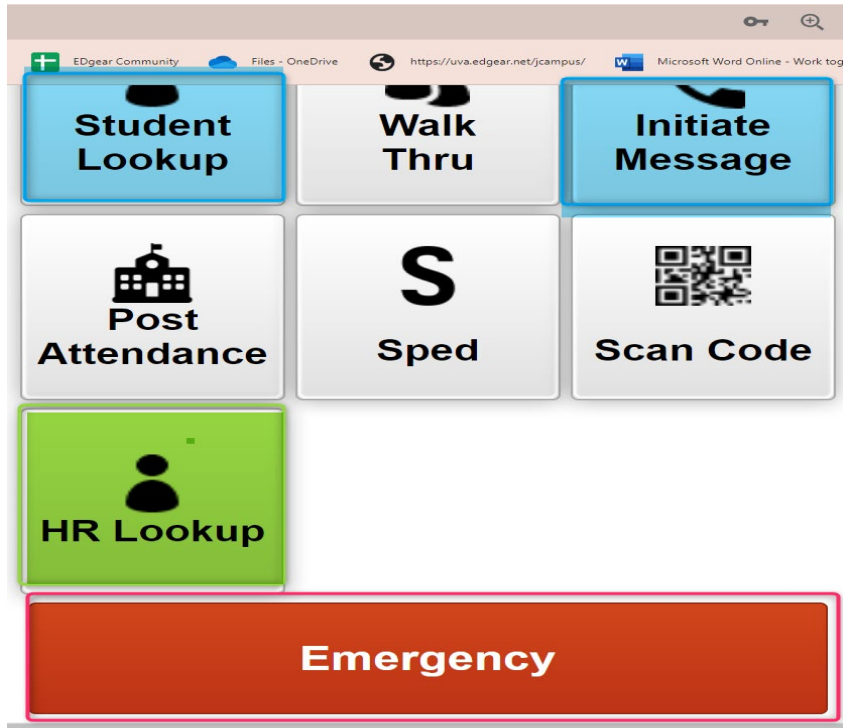 EDgear Community Files - OneDrive https://uva.edgear.net/jcampus/ W Microsoft Word Online - Work tog
Student Lookup
Walk Thru
Initiate Message
Post Attendance
S
Sped
Scan Code
HR Lookup
Emergency